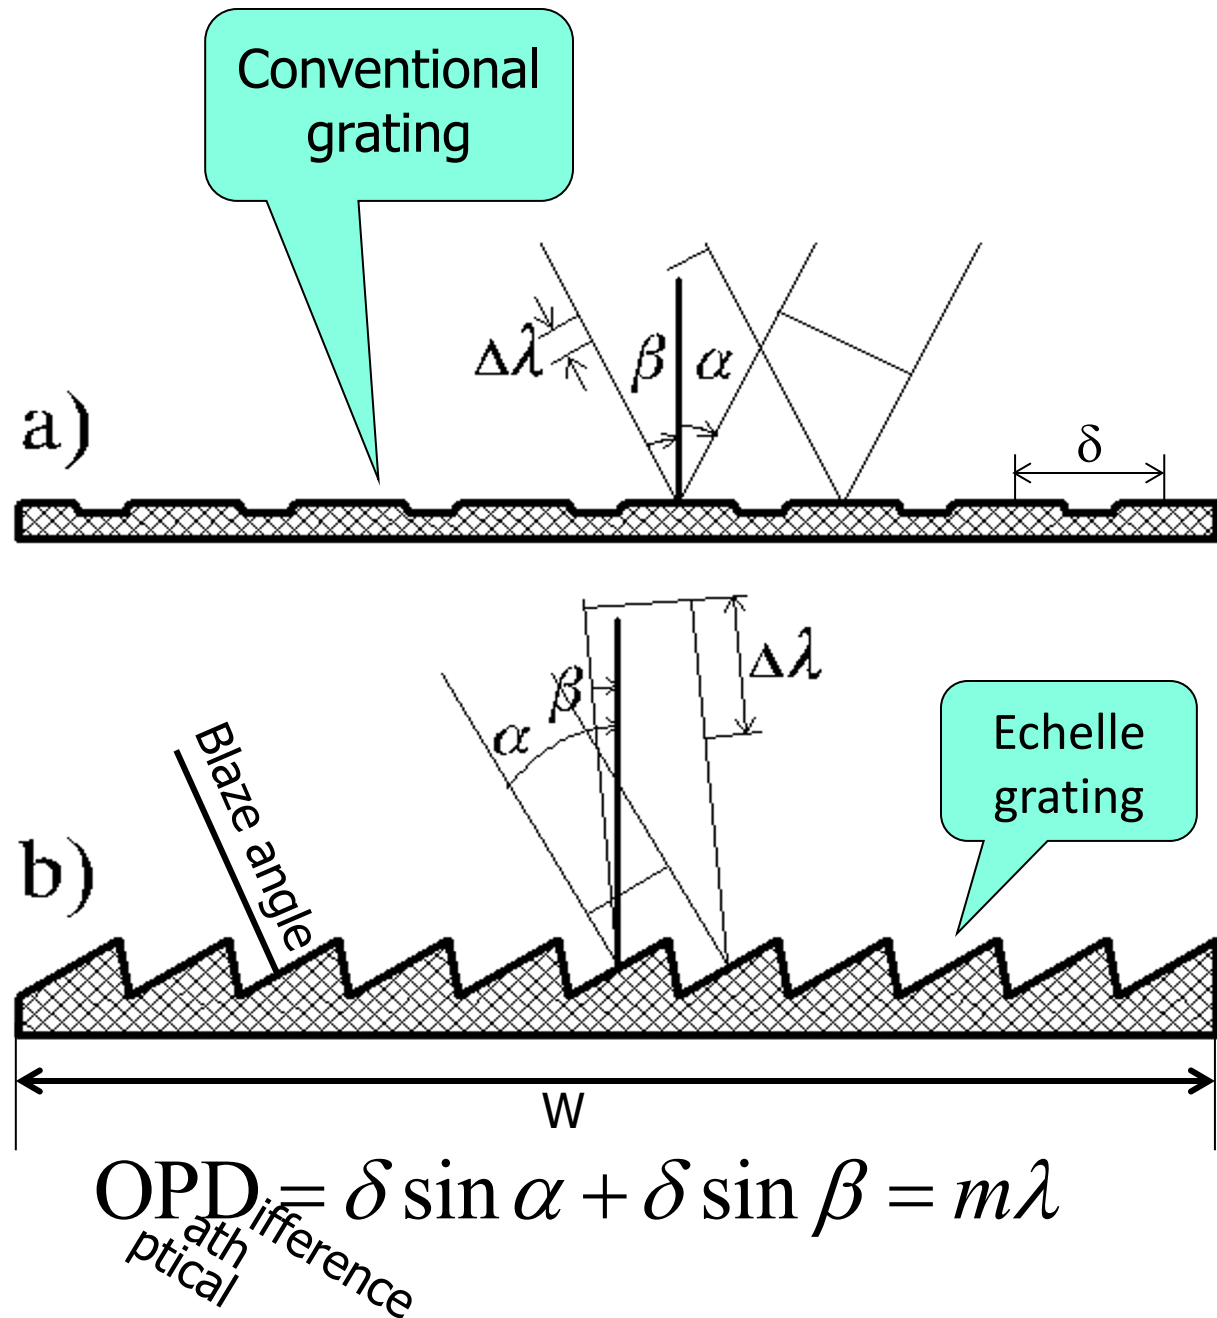 Conventional
grating
Δλ
β
α
a)
δ
Δλ
β
α
Blaze angle
Echelle
grating
b)
W
OPD = δ sin α + δ sin β = mλ
ifference
ath
ptical